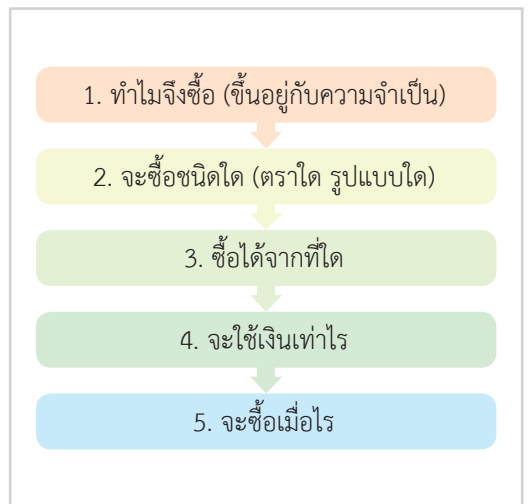 1. ทำไมจึงซื้อ (ขึ้นอยู่กับความจำเป็น)
2. จะซื้อชนิดใด (ตราใด รูปแบบใด)
3. ซื้อได้จากที่ใด
4. จะใช้เงินเท่าไร
5. จะซื้อเมื่อไร